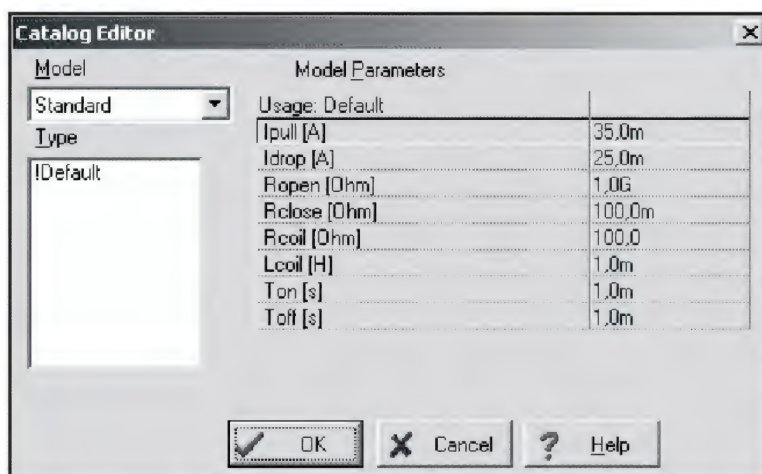 Catalog Editor
Model
Model Parameters
Standard
Usage: Default
Type
Ipull [A] 35,0m
!Default
Idrop [A] 25,0m
Ropen [Ohm] 1,0G
Rclose [Ohm] 100,0m
Rcoil [Ohm] 100,0
Lcoil [H] 1,0m
Ton [s] 1,0m
Toff [s] 1,0m
OK
Cancel
? Help